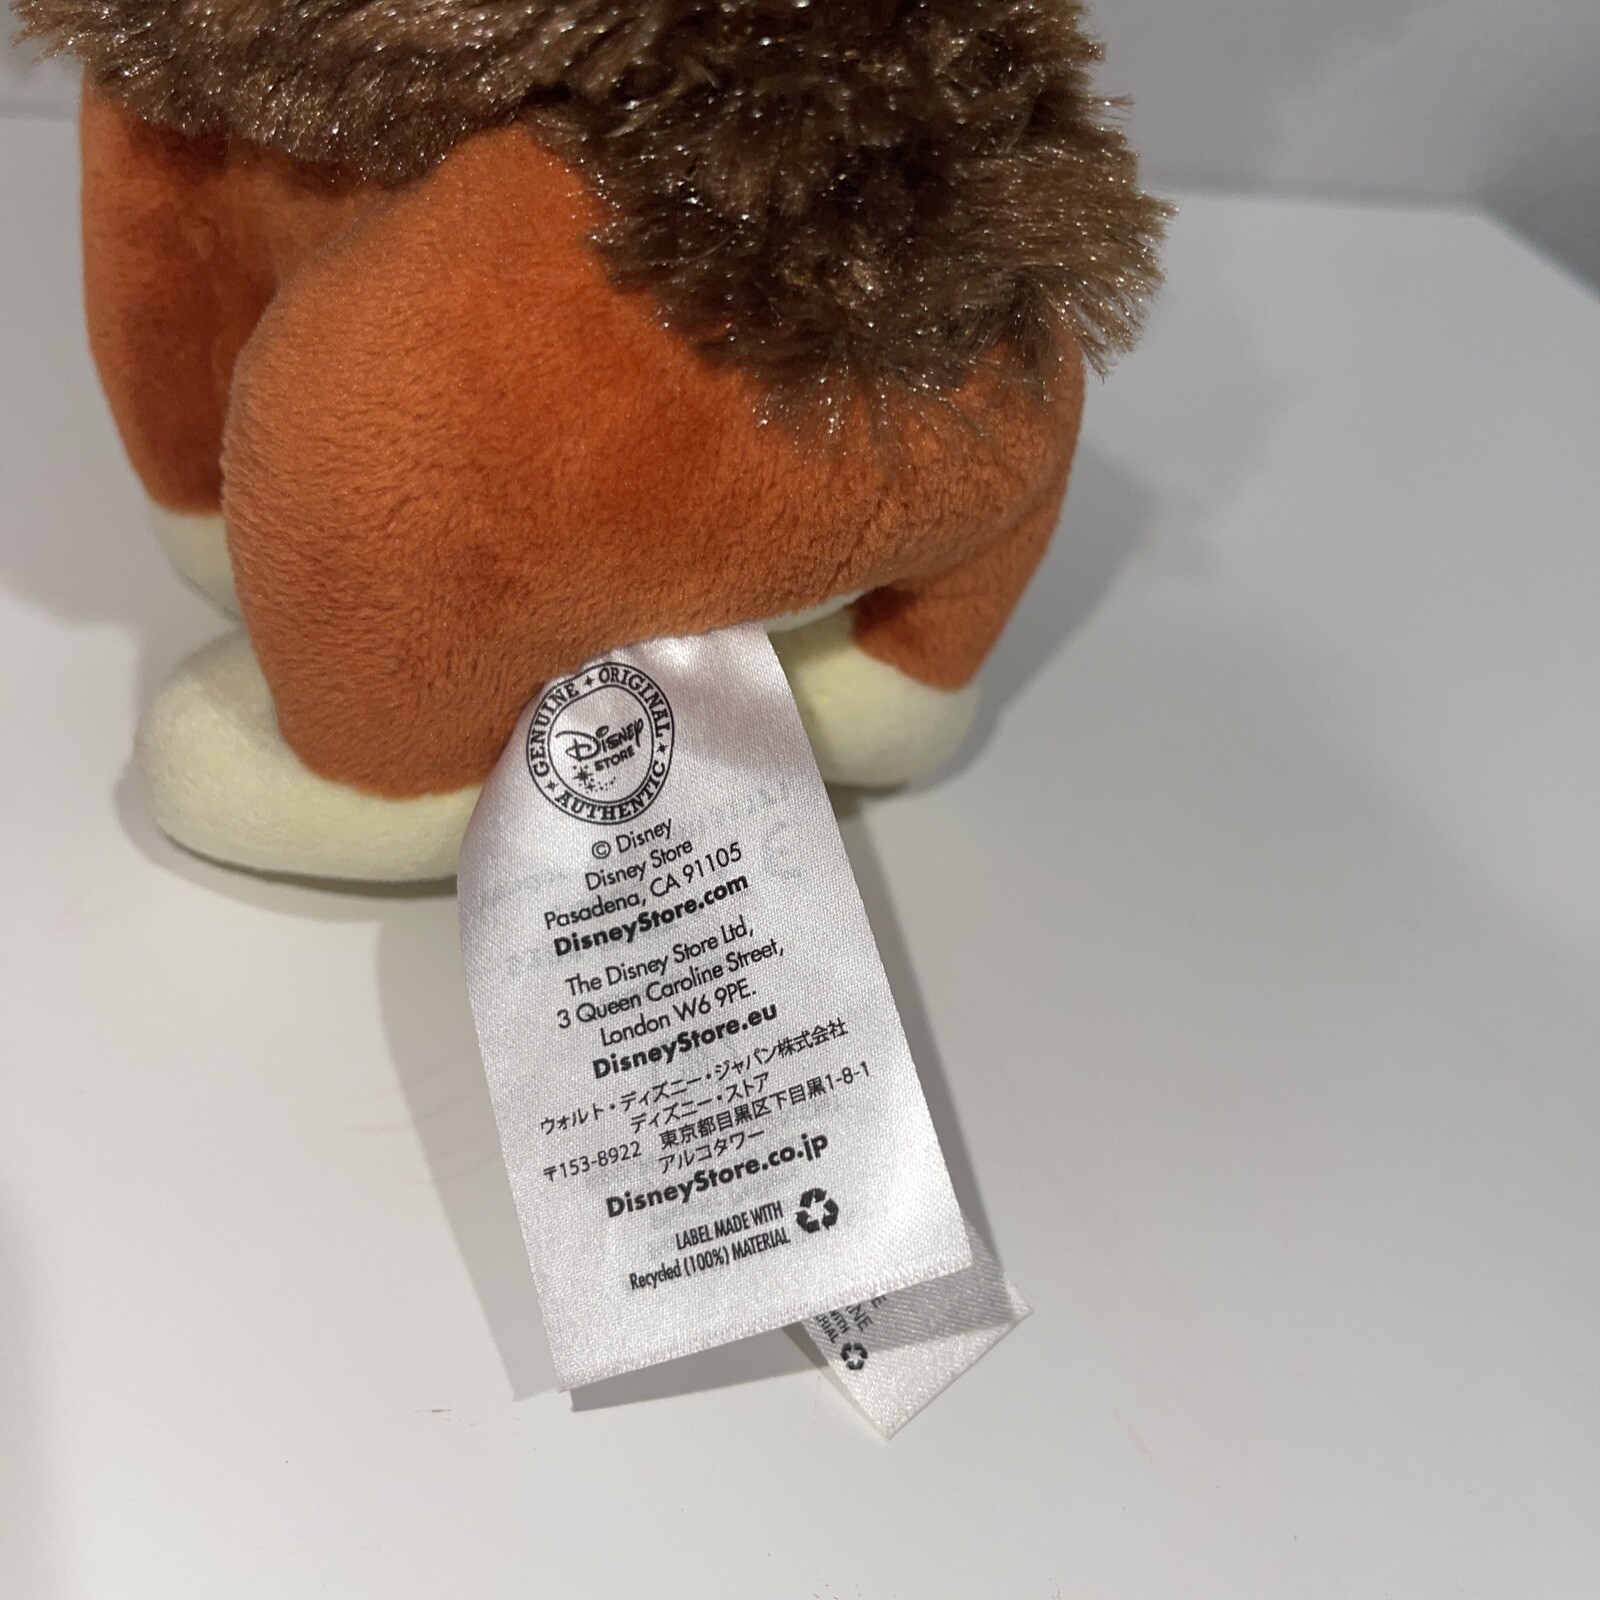 GENUINE ORIGINAL AUTHENTIC
Disney
STORE
© Disney
Disney Store
Pasadena, CA 91105
DisneyStore.com
The Disney Store Ltd,
3 Queen Caroline Street,
London W6 9PE.
DisneyStore.eu
ウォルト・ディズニー・ジャパン株式会社
ディズニー・ストア
〒153-8922 東京都目黒区下目黒1-8-1
アルコタワー
DisneyStore.co.jp
LABEL MADE WITH
Recycled (100%) MATERIAL